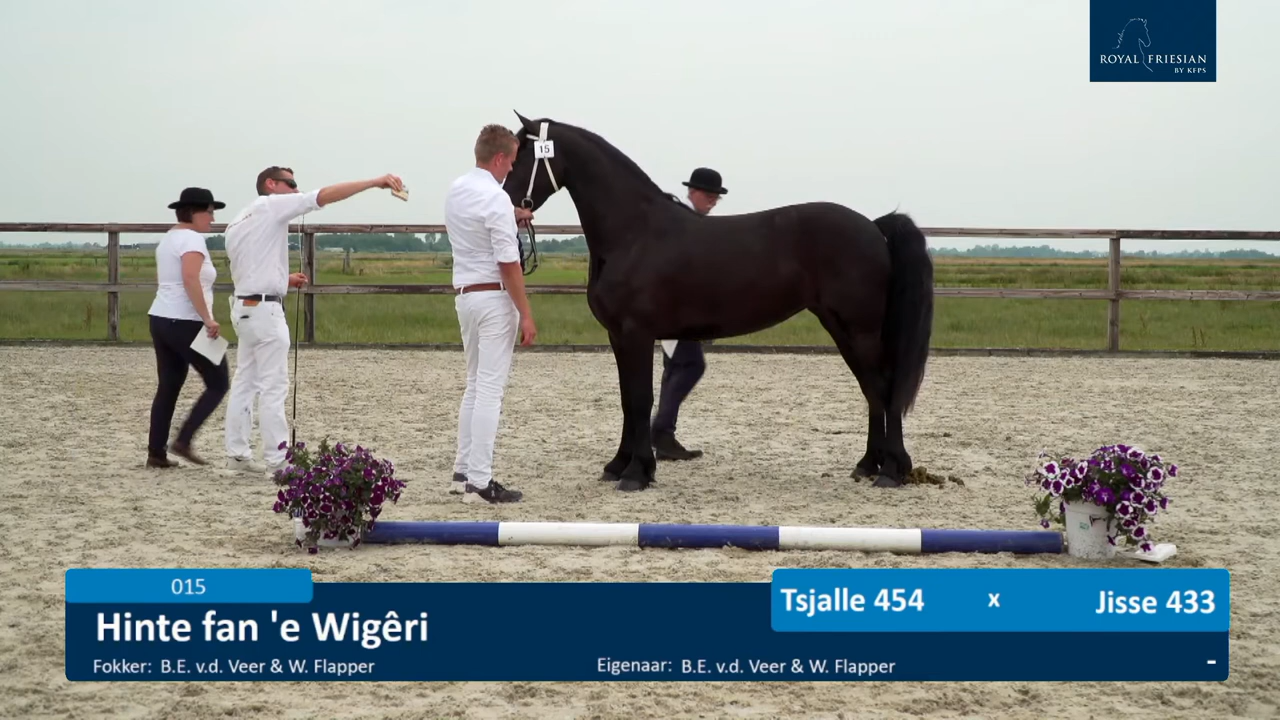 ROYAL FRIESIAN
BY KFPS
15
015
Hinte fan 'e Wigêri
Tsjalle 454 x Jisse 433
Fokker: B.E. v.d. Veer & W. Flapper
Eigenaar: B.E. v.d. Veer & W. Flapper
-